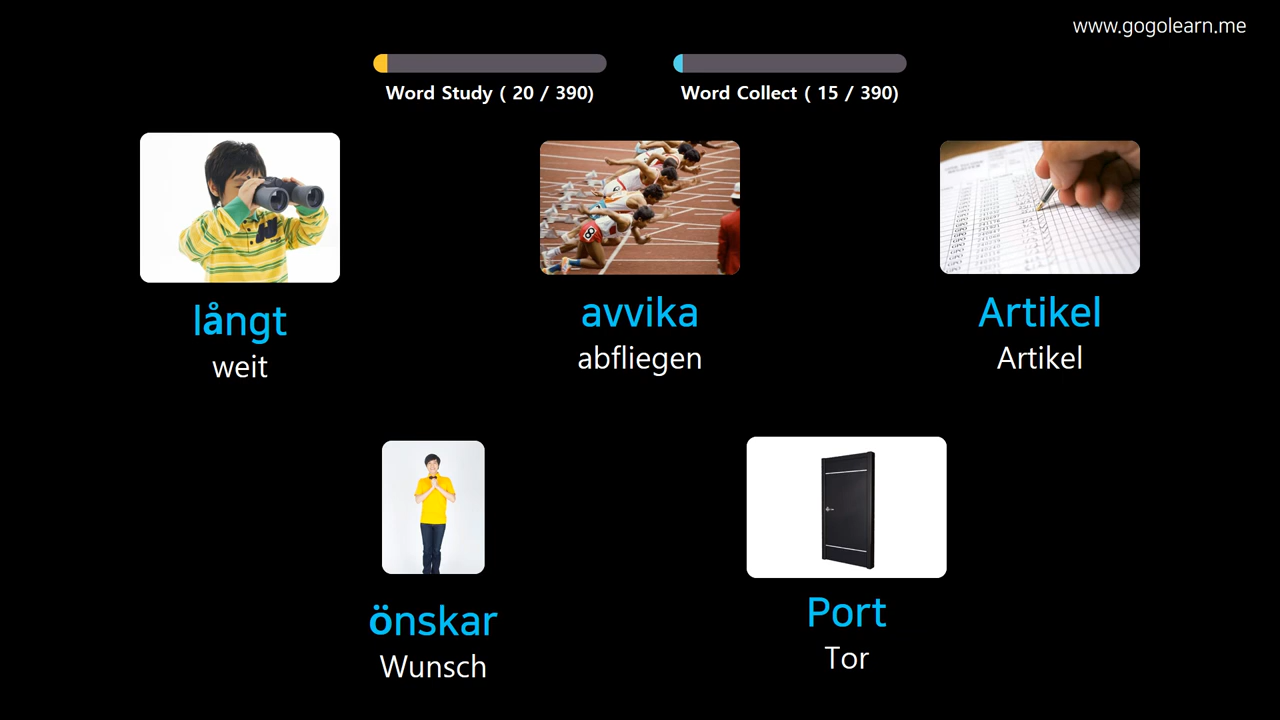 www.gogolearn.me
Word Study ( 20 / 390)
Word Collect ( 15 / 390)
långt
weit
avvika
abfliegen
Artikel
Artikel
önskar
Wunsch
Port
Tor